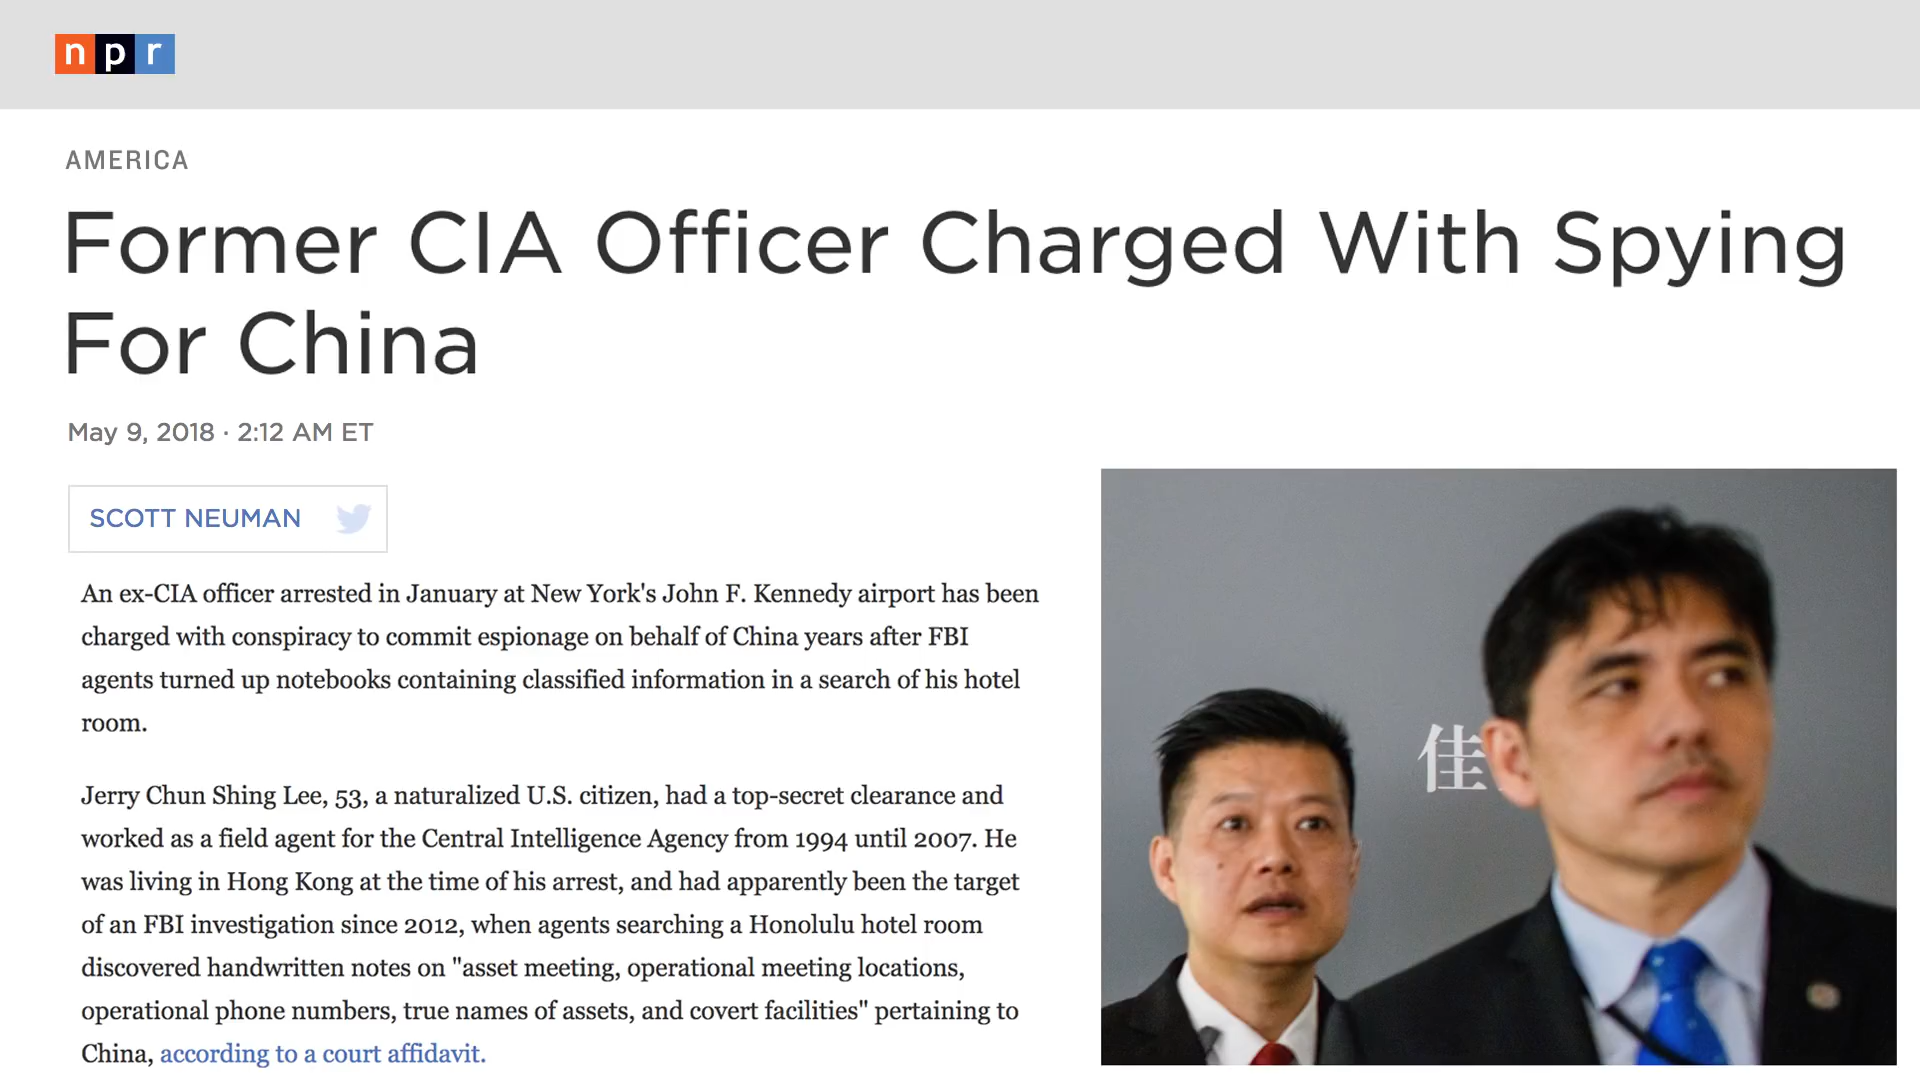 npr
AMERICA
Former CIA Officer Charged With Spying
For China
May 9, 2018 · 2:12 AM ET
SCOTT NEUMAN
An ex-CIA officer arrested in January at New York's John F. Kennedy airport has been
charged with conspiracy to commit espionage on behalf of China years after FBI
agents turned up notebooks containing classified information in a search of his hotel
room.
Jerry Chun Shing Lee, 53, a naturalized U.S. citizen, had a top-secret clearance and
worked as a field agent for the Central Intelligence Agency from 1994 until 2007. He
was living in Hong Kong at the time of his arrest, and had apparently been the target
of an FBI investigation since 2012, when agents searching a Honolulu hotel room
discovered handwritten notes on "asset meeting, operational meeting locations,
operational phone numbers, true names of assets, and covert facilities" pertaining to
China, according to a court affidavit.
佳